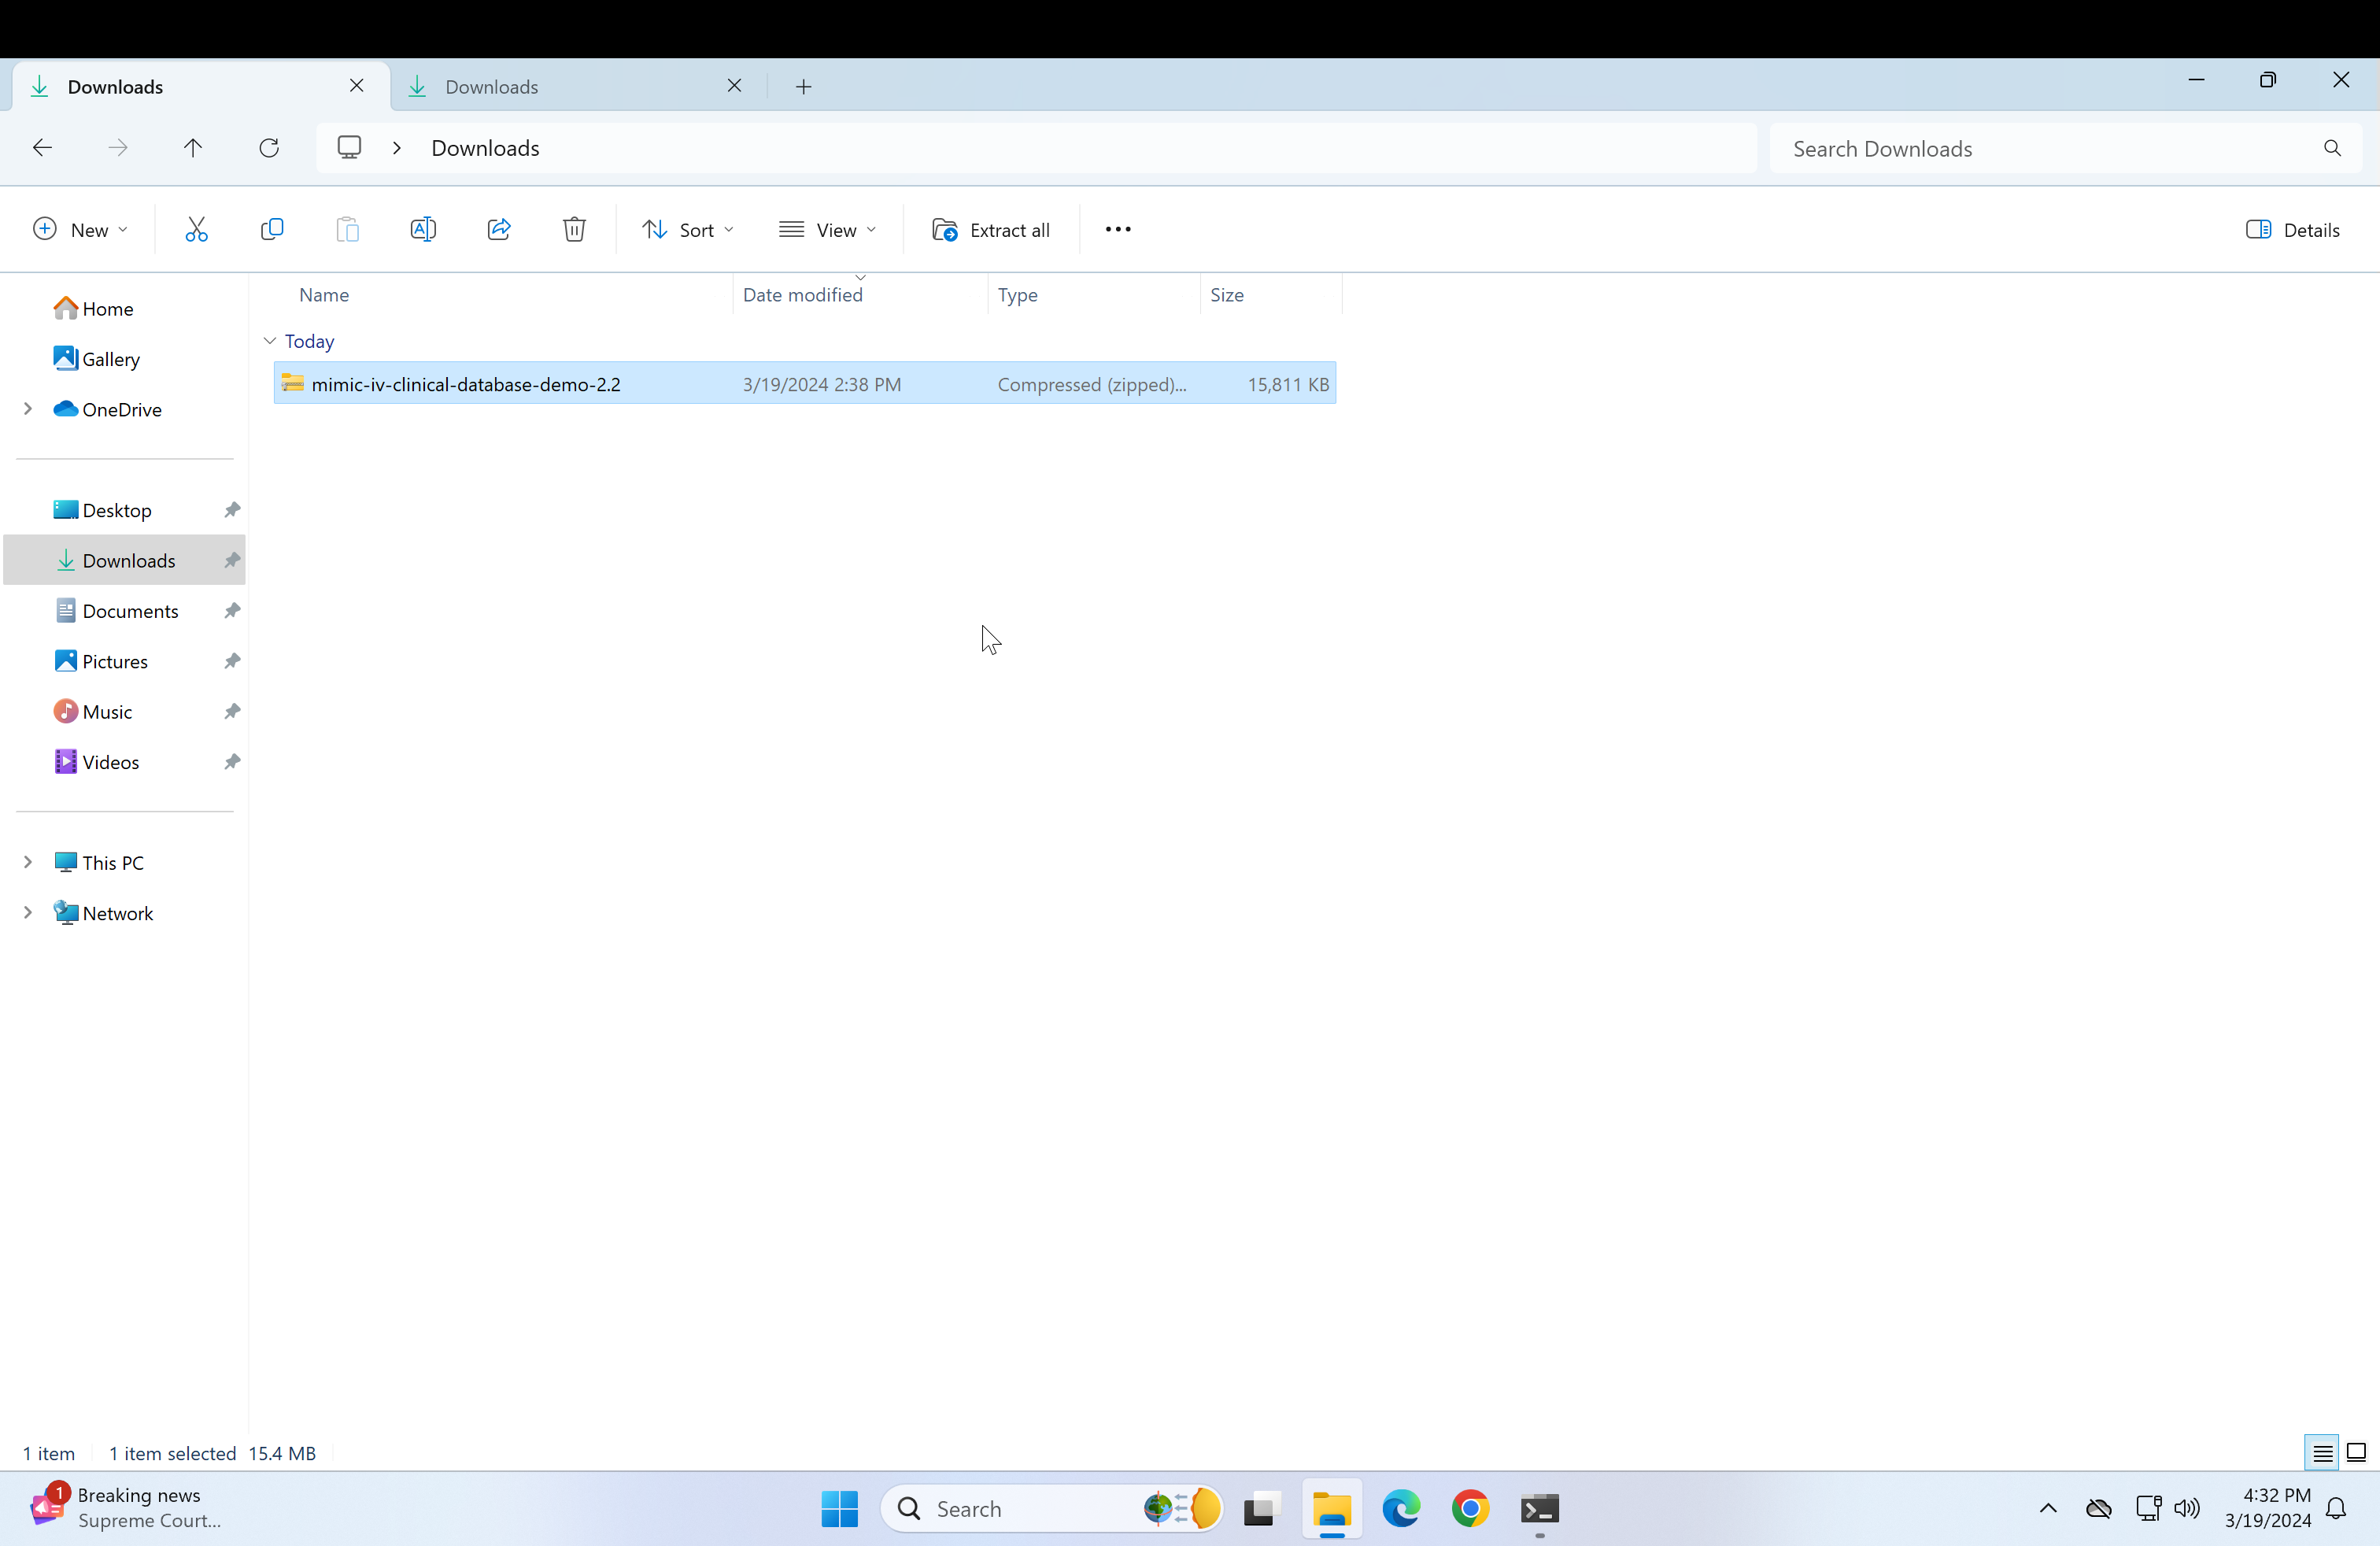 Downloads
Downloads
Downloads
Search Downloads
New
Sort
View
Extract all
Details
Name
Date modified
Type
Size
Today
mimic-iv-clinical-database-demo-2.2
3/19/2024 2:38 PM
Compressed (zipped)...
15,811 KB
Home
Gallery
OneDrive
Desktop
Downloads
Documents
Pictures
Music
Videos
This PC
Network
1 item
1 item selected 15.4 MB
1
Breaking news
Supreme Court...
Search
4:32 PM
3/19/2024